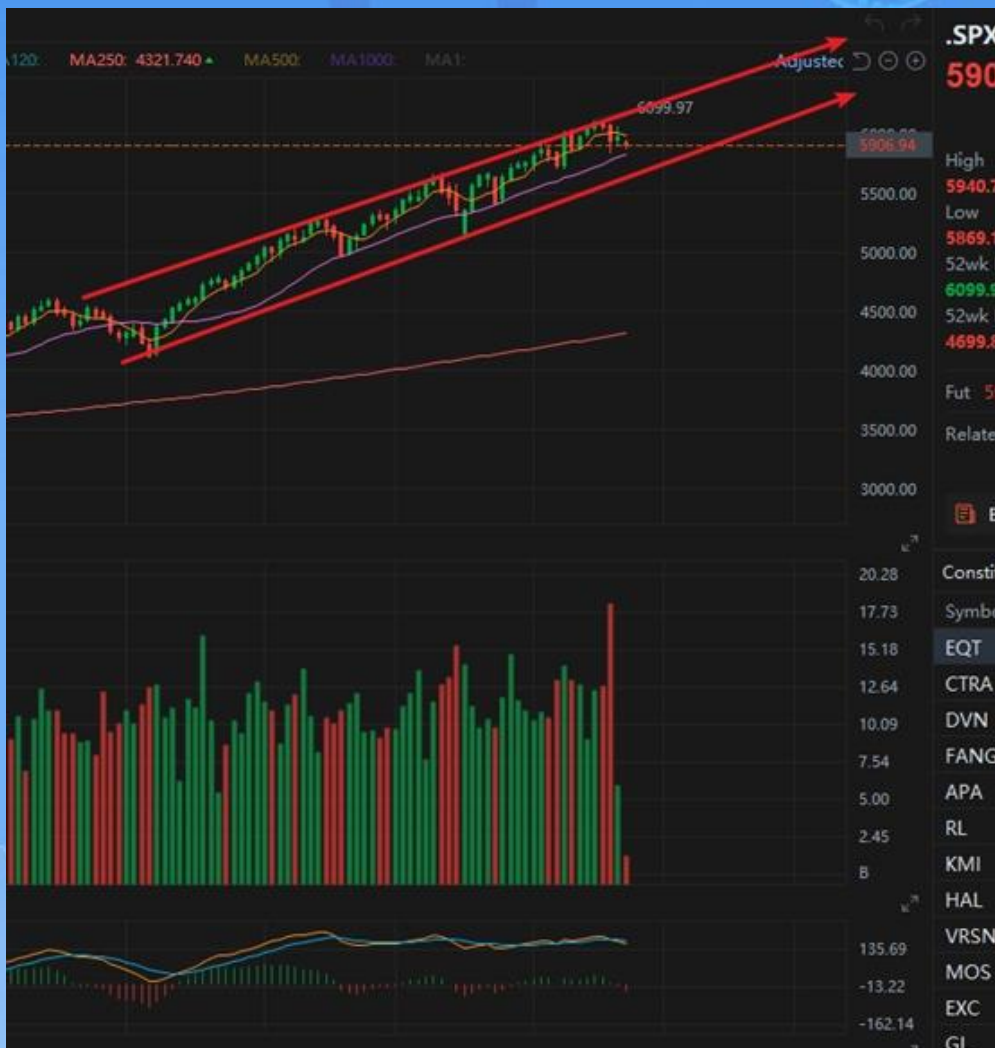 .SPX
A120: MA250: 4321.740 MA500: MA1000: MA1: Adjusted
590
6099.97
5906.94
5500.00
5000.00
4500.00
4000.00
3500.00
3000.00
High
5940.7
Low
5869.1
52wk
6099.9
52wk
4699.8
Fut 5
Relate
E
20.28
17.73
15.18
12.64
10.09
7.54
5.00
2.45
B
135.69
-13.22
-162.14
Consti
Symbo
EQT
CTRA
DVN
FANG
APA
RL
KMI
HAL
VRSN
MOS
EXC
GL